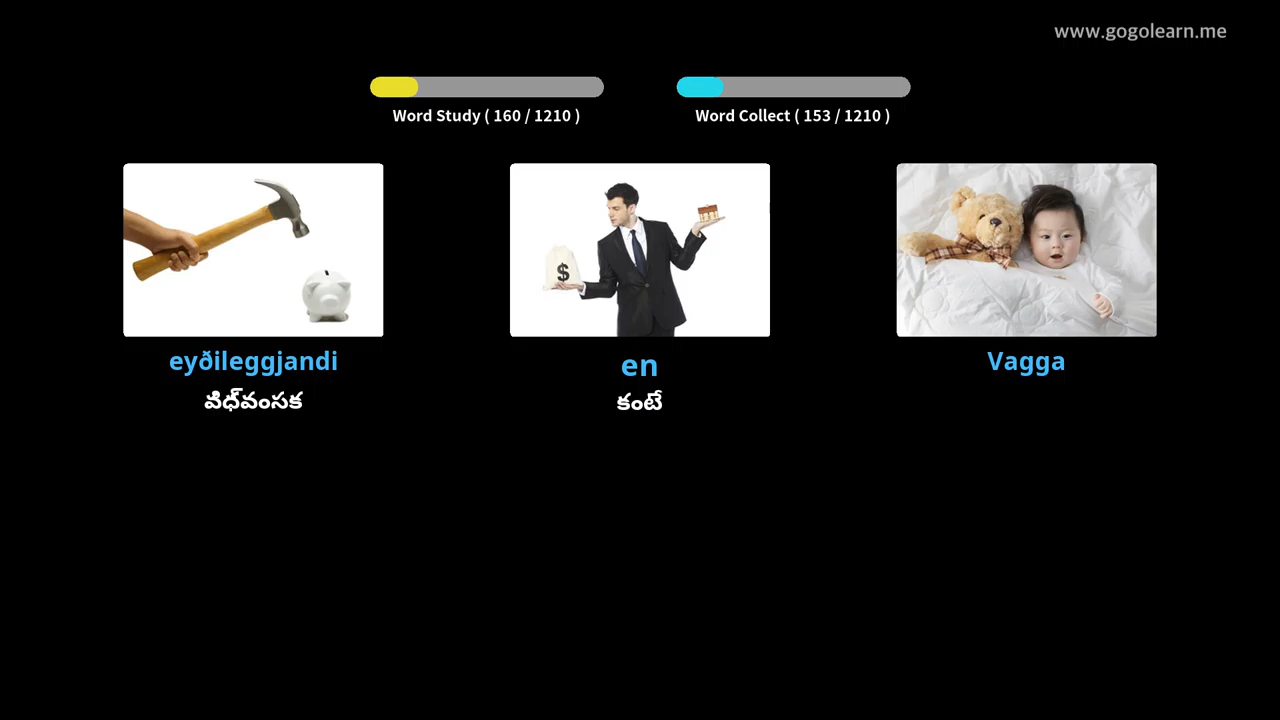 www.gogolearn.me
Word Study ( 160 / 1210 )
Word Collect ( 153 / 1210 )
$
eyðileggjandi
en
Vagga
విధ్వంసక
కంటే